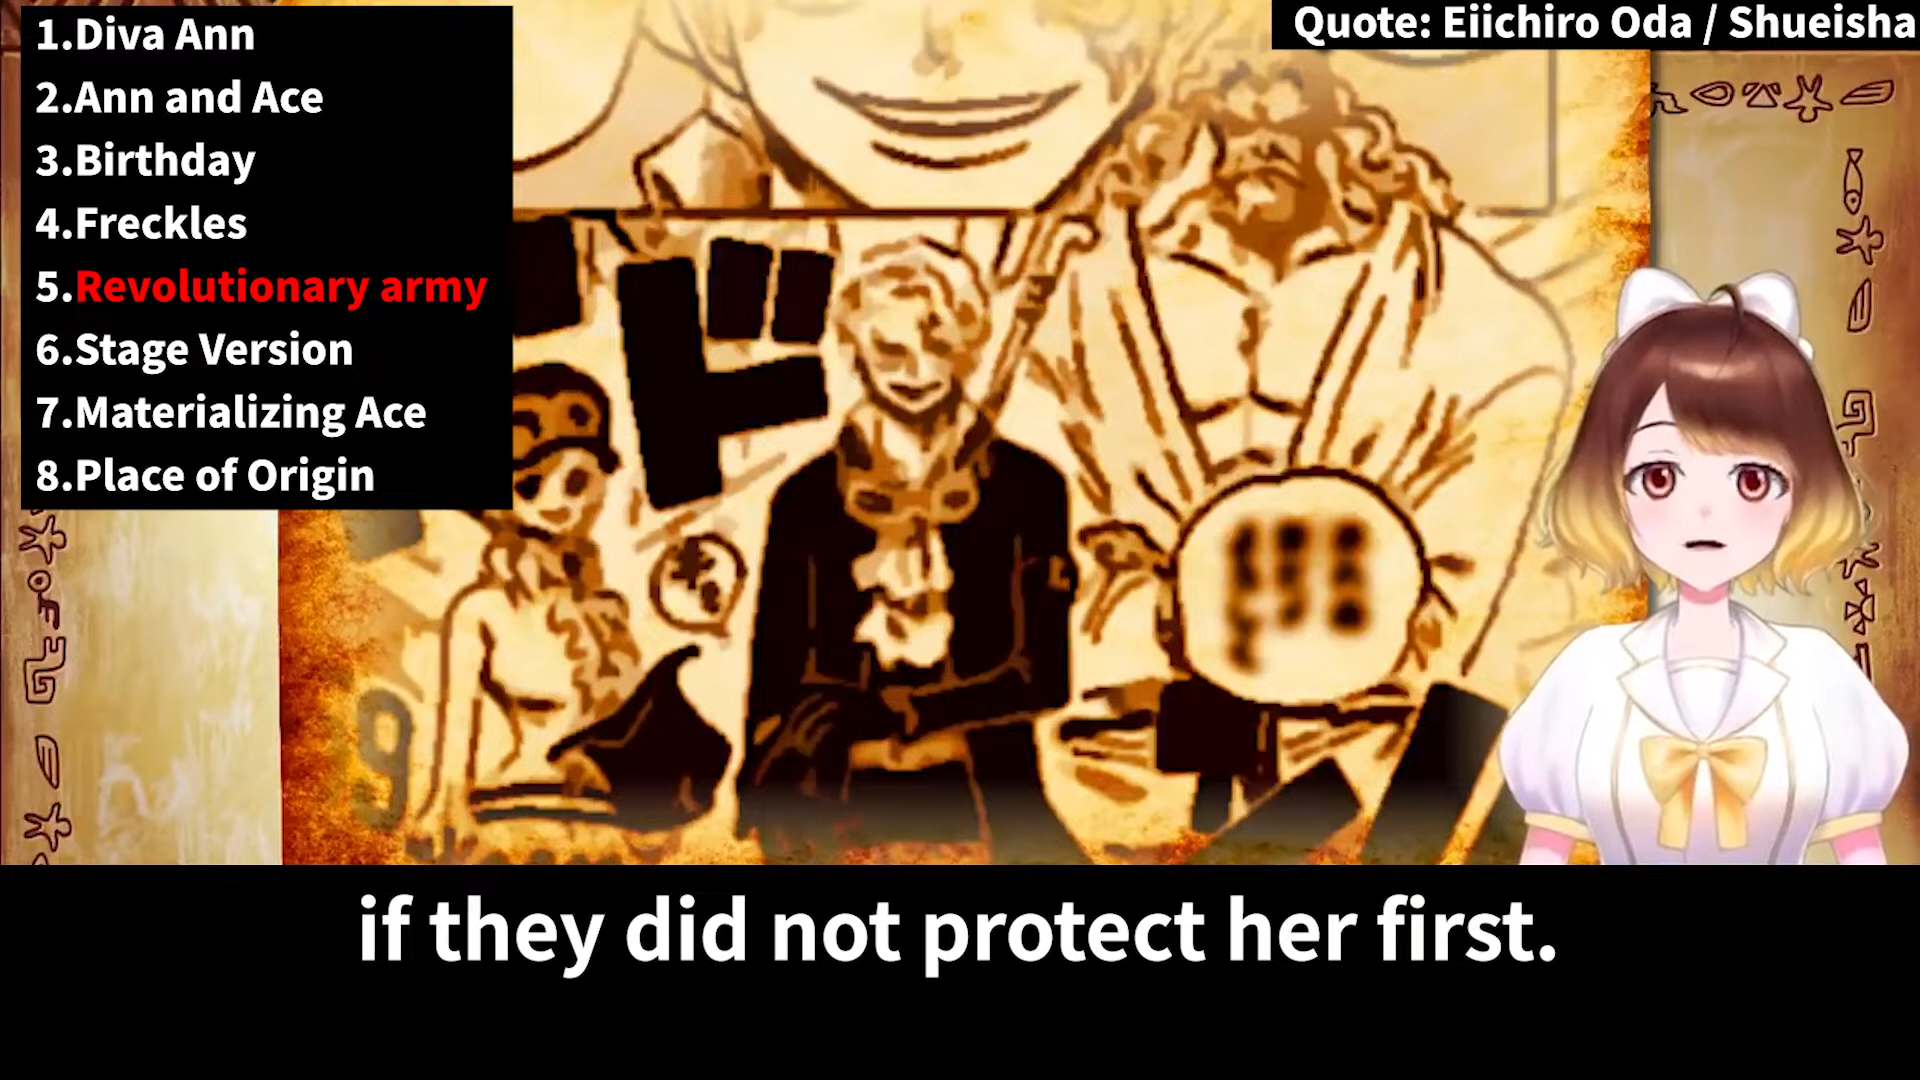 1.Diva Ann
2.Ann and Ace
3.Birthday
4.Freckles
5.Revolutionary army
6.Stage Version
7.Materializing Ace
8.Place of Origin
Quote: Eiichiro Oda / Shueisha
ド
if they did not protect her first.